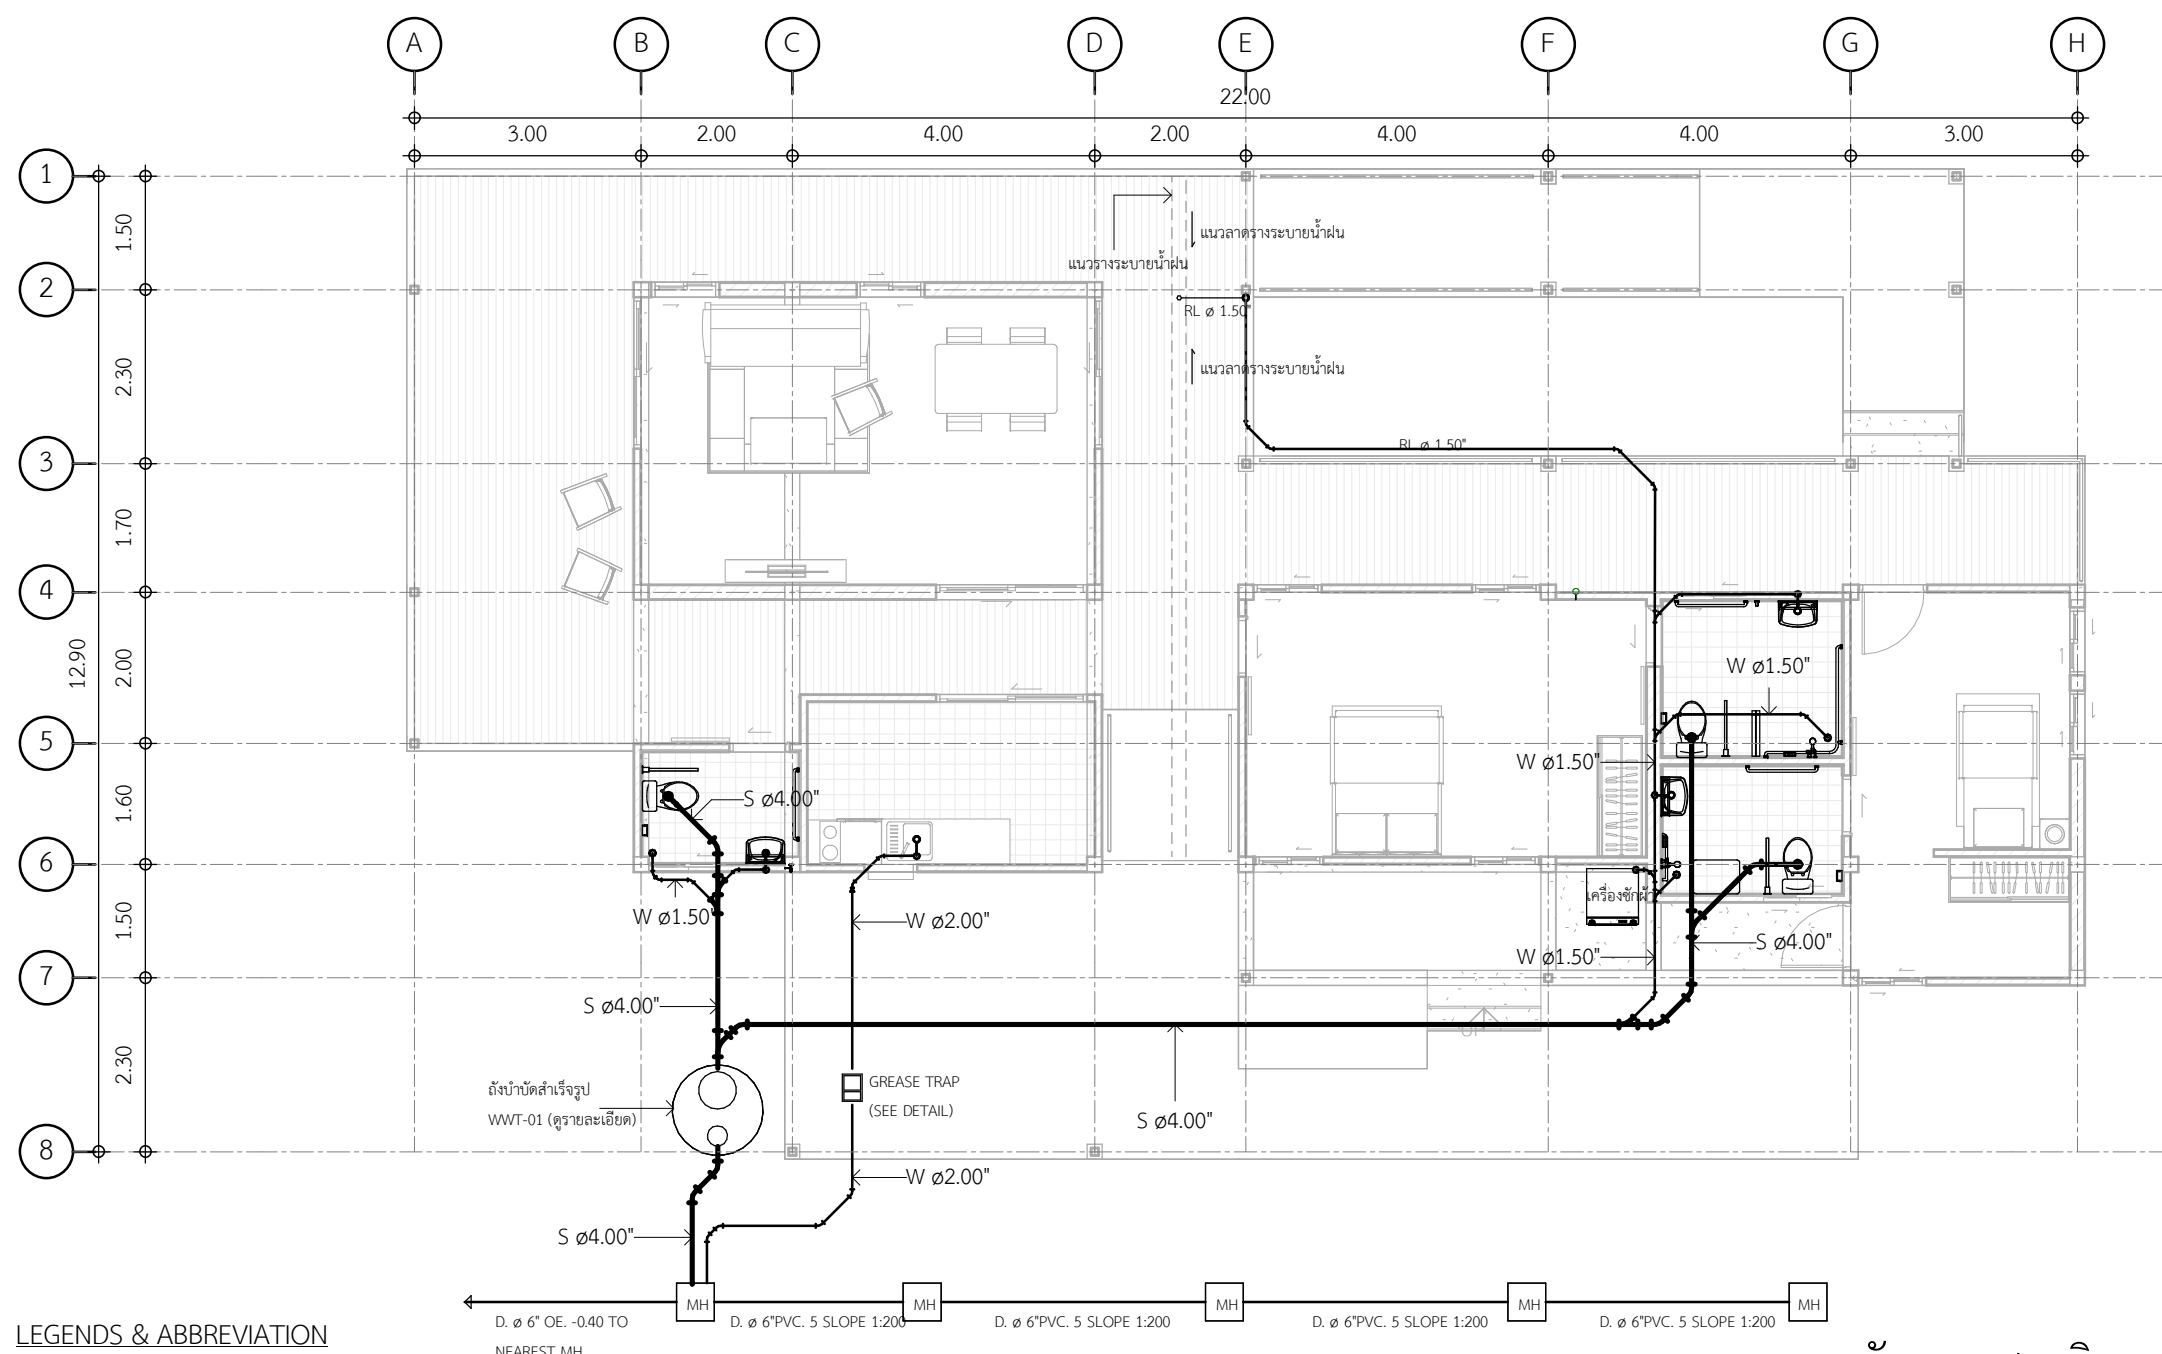 A B C D E F G H
22.00
3.00 2.00 4.00 2.00 4.00 4.00 3.00
1
1.50
แนวลาดรางระบายน้ำฝน
แนวรางระบายน้ำฝน
2
RL ø 1.50"
2.30
แนวลาดรางระบายน้ำฝน
RL ø 1.50"
3
1.70
4
12.90
2.00
W ø1.50"
5
W ø1.50"
1.60
S ø4.00"
6
เครื่องซักผ้า
1.50
W ø1.50"
W ø2.00"
S ø4.00"
W ø1.50"
7
S ø4.00"
2.30
ถังบำบัดสำเร็จรูป
WWT-01 (ดูรายละเอียด)
GREASE TRAP
(SEE DETAIL)
S ø4.00"
8
W ø2.00"
S ø4.00"
MH MH MH MH MH
D. ø 6" OE. -0.40 TO
NEAREST MH
D. ø 6"PVC. 5 SLOPE 1:200
D. ø 6"PVC. 5 SLOPE 1:200
D. ø 6"PVC. 5 SLOPE 1:200
D. ø 6"PVC. 5 SLOPE 1:200
LEGENDS & ABBREVIATION